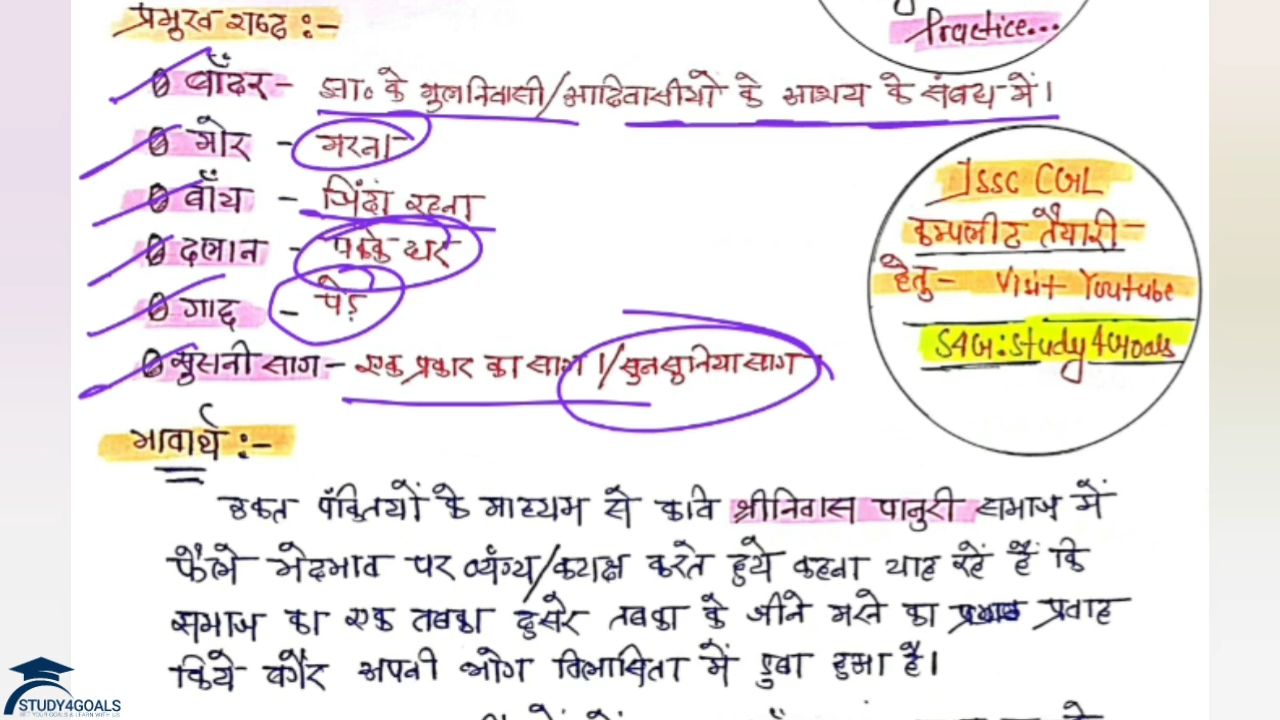 प्रमुख शब्द :-
Practice...
बाँदर - झा० के मुलनिवासी/आदिवासीयों के आश्रय के संबंध में।
मोर - मरना
बाँच - जिंदा रहना
दलान - पक्के घर
गाछ - पेड़
सुसनी साग - एक प्रकार का साग।/सुनसुनिया साग
JSSC CGL
कम्पलीट तैयारी -
हेतु - Visit Youtube
S4G: Study4Goals
भावार्थ :-
उक्त पंक्तियों के माध्यम से कवि श्रीनिवास पानुरी समाज में
फैले भेदभाव पर व्यंग्य/कटाक्ष करते हुये कहना चाह रहें हैं कि
समाज का एक तबका दुसरे तबका के जीने मरने का प्रवाह
किये बगैर अपनी भोग विलासिता में डुबा हुआ है।
STUDY4GOALS